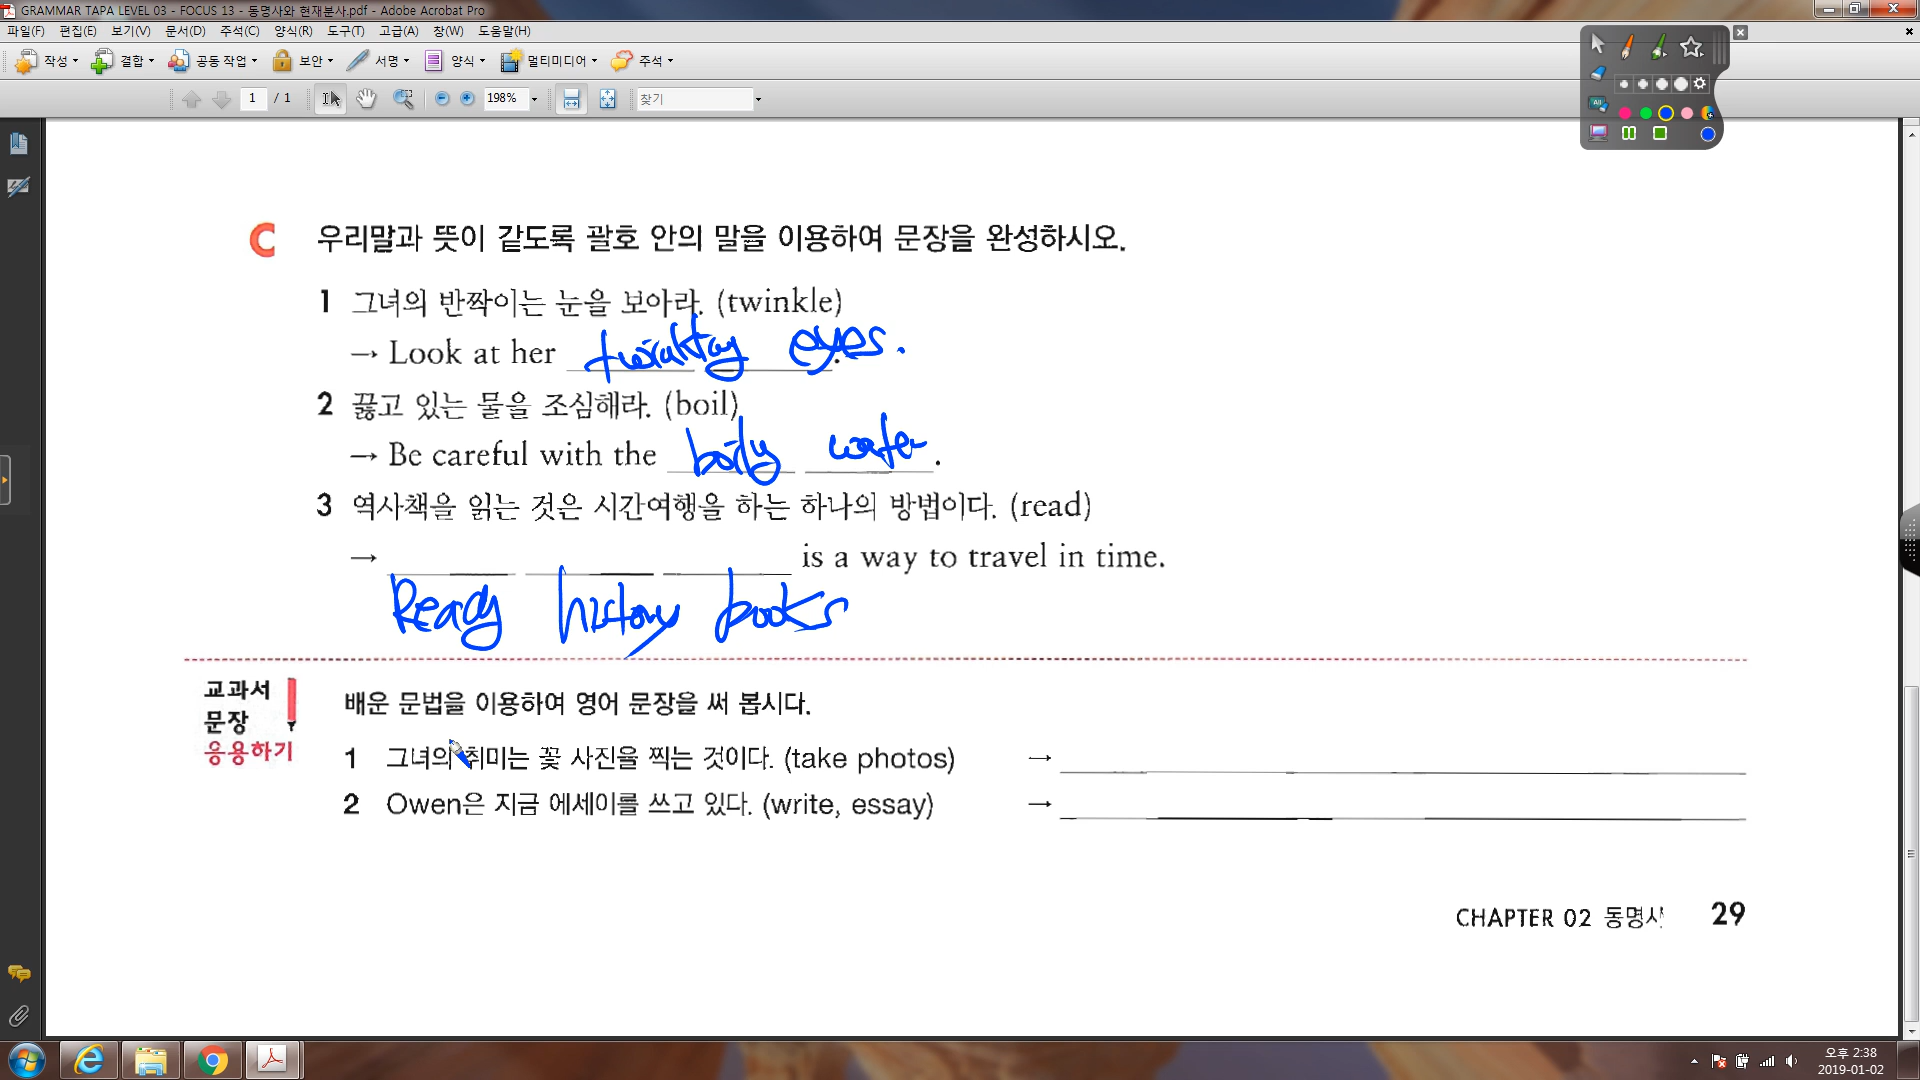 GRAMMAR TAPA LEVEL 03 - FOCUS 13 - 동명사와 현재분사.pdf - Adobe Acrobat Pro
파일(F) 편집(E) 보기(V) 문서(D) 주석(C) 양식(R) 도구(T) 고급(A) 창(W) 도움말(H)
작성 결합 공동 작업 보안 서명 양식 멀티미디어 주석
1 / 1 198% 찾기
C 우리말과 뜻이 같도록 괄호 안의 말을 이용하여 문장을 완성하시오.
1 그녀의 반짝이는 눈을 보아라. (twinkle)
→ Look at her eyes.
2 끓고 있는 물을 조심해라. (boil)
→ Be careful with the water.
3 역사책을 읽는 것은 시간여행을 하는 하나의 방법이다. (read)
→ is a way to travel in time.
history books
교과서
문장
응용하기
배운 문법을 이용하여 영어 문장을 써 봅시다.
1 그녀의 취미는 꽃 사진을 찍는 것이다. (take photos) →
2 Owen은 지금 에세이를 쓰고 있다. (write, essay) →
CHAPTER 02 동명사 29
오후 2:38
2019-01-02